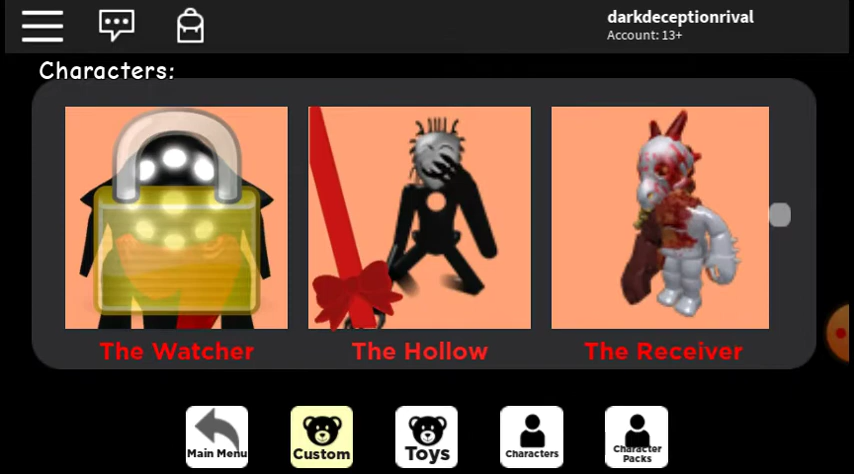 darkdeceptionrival
Account: 13+
Characters:
The Watcher
The Hollow
The Receiver
Main Menu
Custom
Toys
Characters
Character
Packs